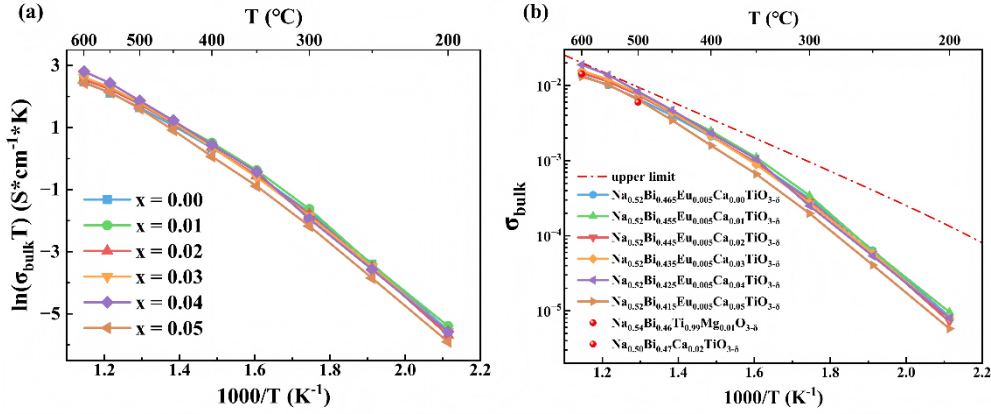 (a)
T (°C)
600 500 400 300 200
3
1
-1
-3
-5
ln(σbulkT) (S*cm-1*K)
x = 0.00
x = 0.01
x = 0.02
x = 0.03
x = 0.04
x = 0.05
1.2 1.4 1.6 1.8 2.0 2.2
1000/T (K-1)
(b)
T (°C)
600 500 400 300 200
10-2
10-3
10-4
10-5
σbulk
upper limit
Na0.52Bi0.465Eu0.005Ca0.00TiO3-δ
Na0.52Bi0.455Eu0.005Ca0.01TiO3-δ
Na0.52Bi0.445Eu0.005Ca0.02TiO3-δ
Na0.52Bi0.435Eu0.005Ca0.03TiO3-δ
Na0.52Bi0.425Eu0.005Ca0.04TiO3-δ
Na0.52Bi0.415Eu0.005Ca0.05TiO3-δ
Na0.54Bi0.46Ti0.99Mg0.01O3-δ
Na0.50Bi0.47Ca0.02TiO3-δ
1.2 1.4 1.6 1.8 2.0 2.2
1000/T (K-1)